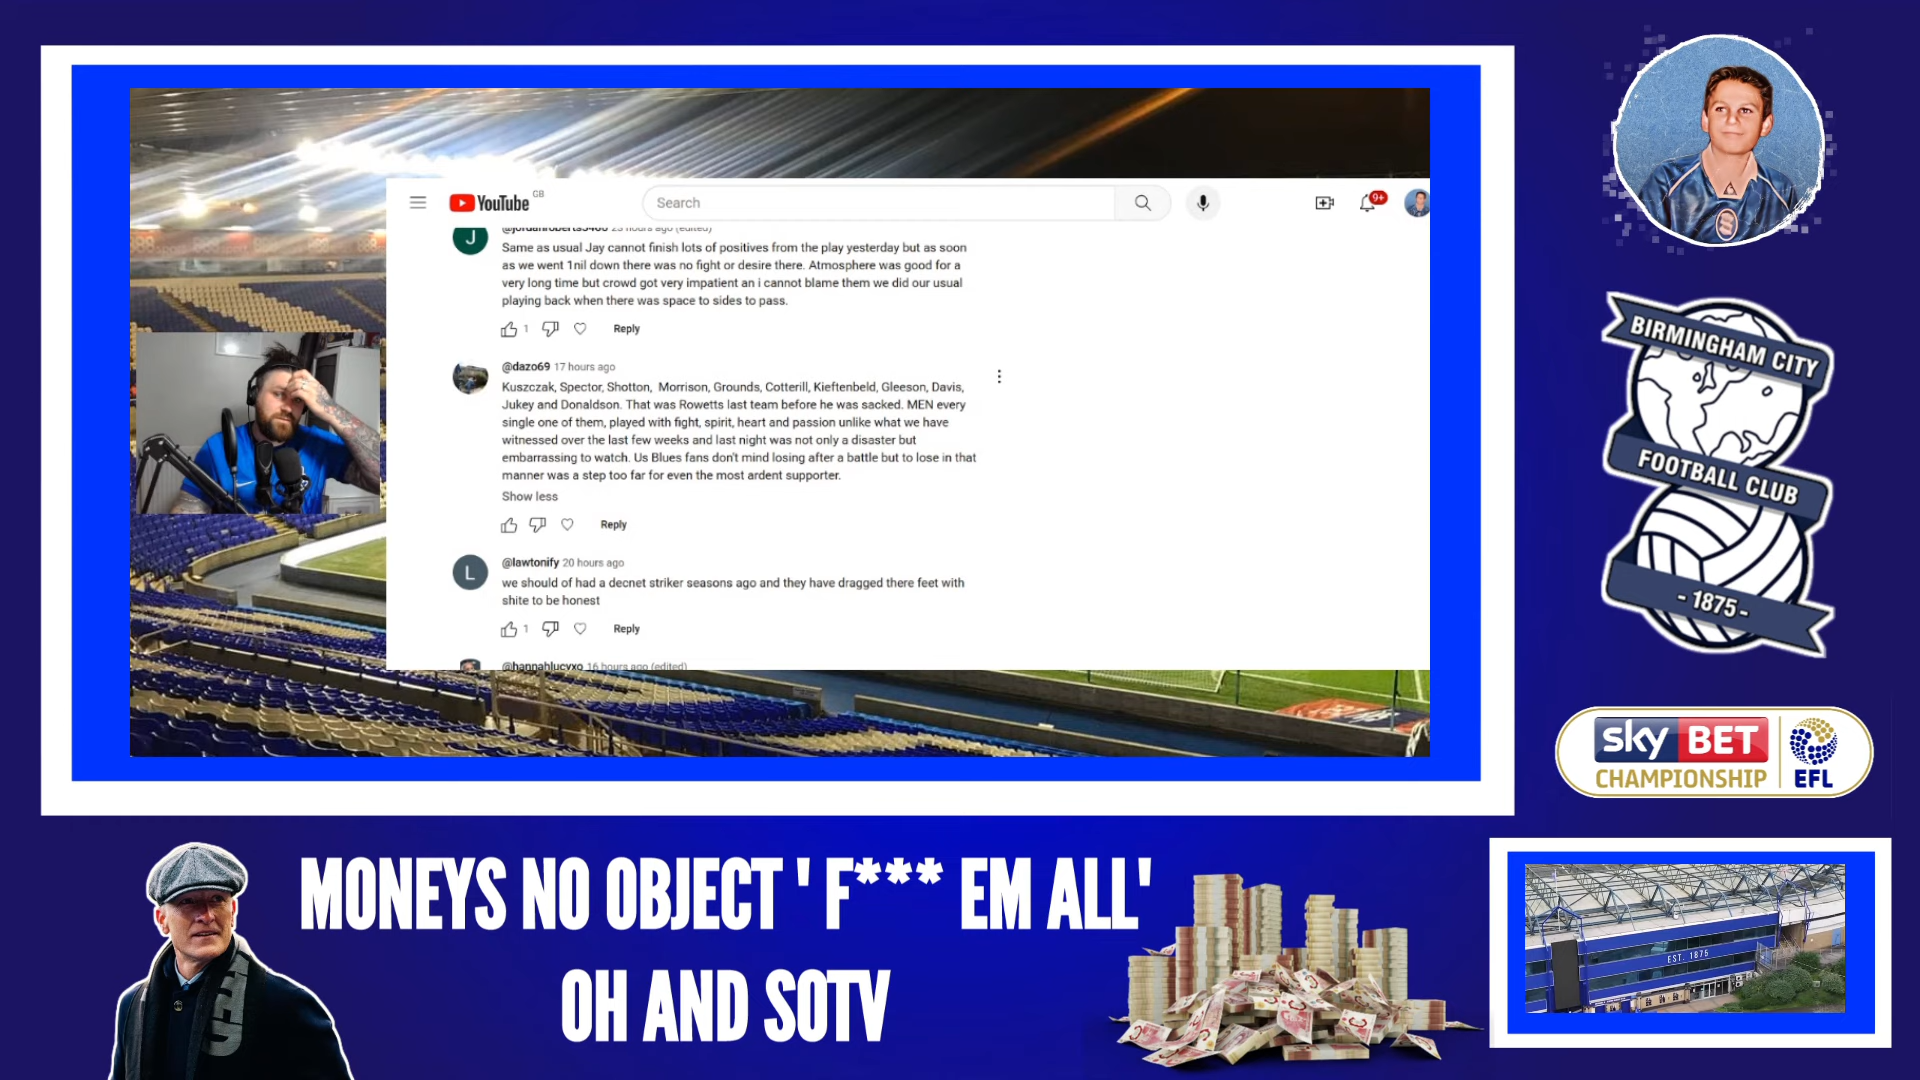 YouTube GB
Search
9+
@jordanroberts5466 23 hours ago (edited)
J
Same as usual Jay cannot finish lots of positives from the play yesterday but as soon
as we went 1nil down there was no fight or desire there. Atmosphere was good for a
very long time but crowd got very impatient an i cannot blame them we did our usual
playing back when there was space to sides to pass.
1 Reply
@dazo69 17 hours ago
Kuszczak, Spector, Shotton, Morrison, Grounds, Cotterill, Kieftenbeld, Gleeson, Davis,
Jukey and Donaldson. That was Rowetts last team before he was sacked. MEN every
single one of them, played with fight, spirit, heart and passion unlike what we have
witnessed over the last few weeks and last night was not only a disaster but
embarrassing to watch. Us Blues fans don't mind losing after a battle but to lose in that
manner was a step too far for even the most ardent supporter.
Show less
Reply
@lawtonify 20 hours ago
L
we should of had a decnet striker seasons ago and they have dragged there feet with
shite to be honest
1 Reply
@hannahlucyxo 16 hours ago (edited)
BIRMINGHAM CITY
FOOTBALL CLUB
- 1875 -
sky BET
CHAMPIONSHIP EFL
MONEYS NO OBJECT ' F*** EM ALL'
OH AND SOTV
EST. 1875